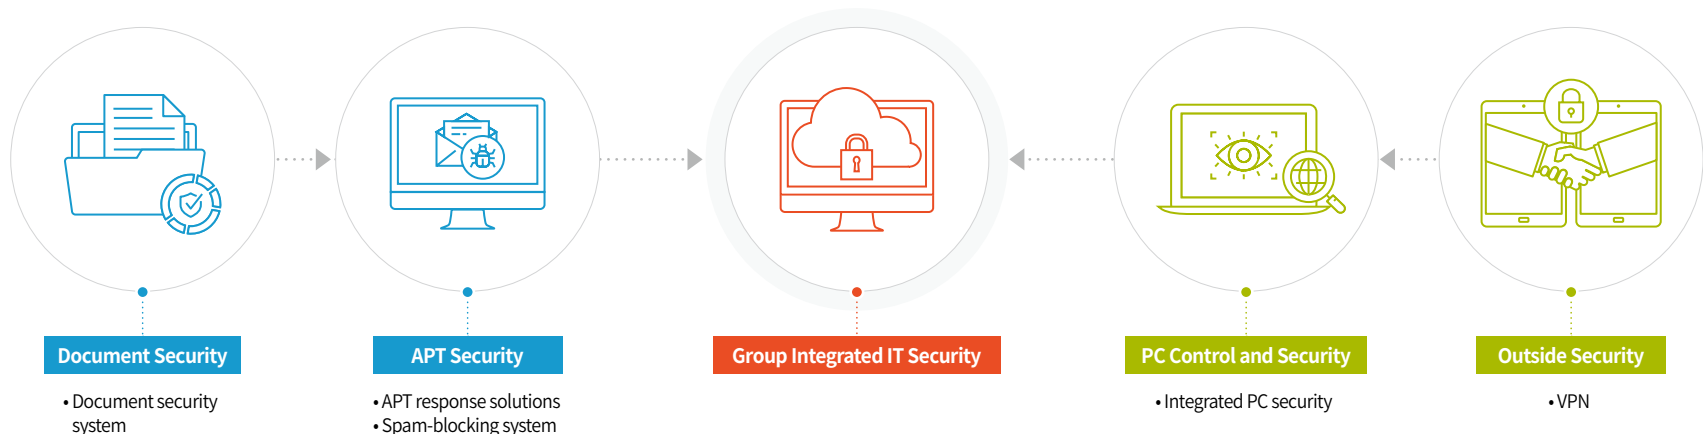 Document Security
• Document security
system
APT Security
• APT response solutions
• Spam-blocking system
Group Integrated IT Security
PC Control and Security
• Integrated PC security
Outside Security
• VPN